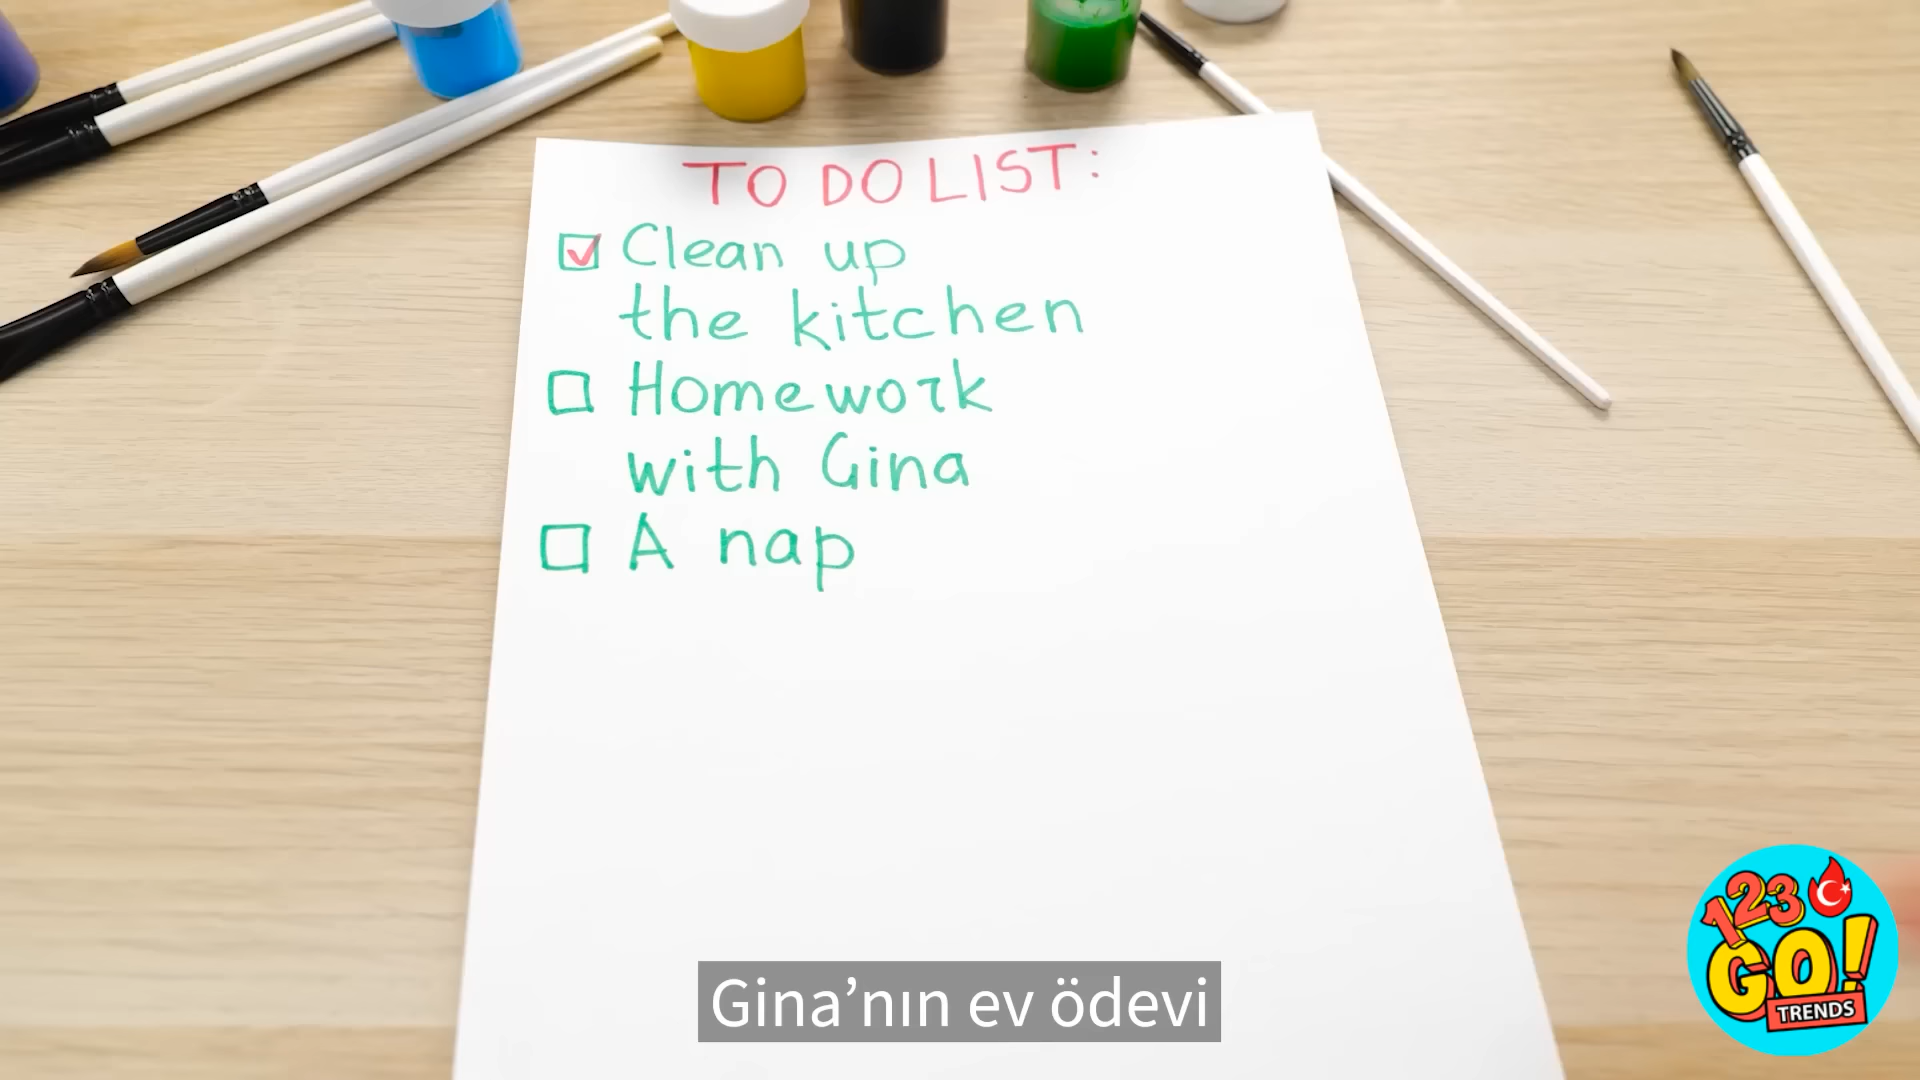 TO DO LIST:
Clean up
the kitchen
Homework
with Gina
A nap
Gina’nın ev ödevi
123
GO!
TRENDS